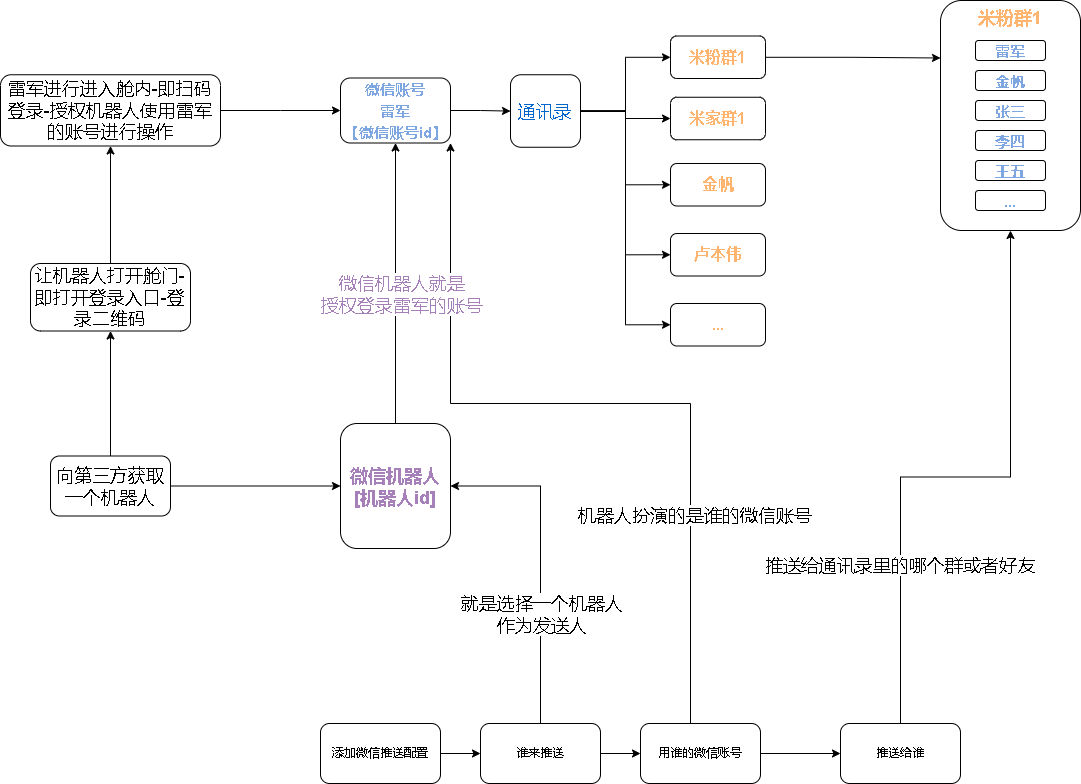 米粉群1
雷军
金帆
张三
李四
王五
...
雷军进行进入舱内-即扫码
登录-授权机器人使用雷军
的账号进行操作
微信账号
雷军
【微信账号id】
通讯录
米粉群1
米家群1
金帆
卢本伟
...
让机器人打开舱门-
即打开登录入口-登
录二维码
微信机器人就是
授权登录雷军的账号
向第三方获取
一个机器人
微信机器人
[机器人id]
机器人扮演的是谁的微信账号
推送给通讯录里的哪个群或者好友
就是选择一个机器人
作为发送人
添加微信推送配置
谁来推送
用谁的微信账号
推送给谁